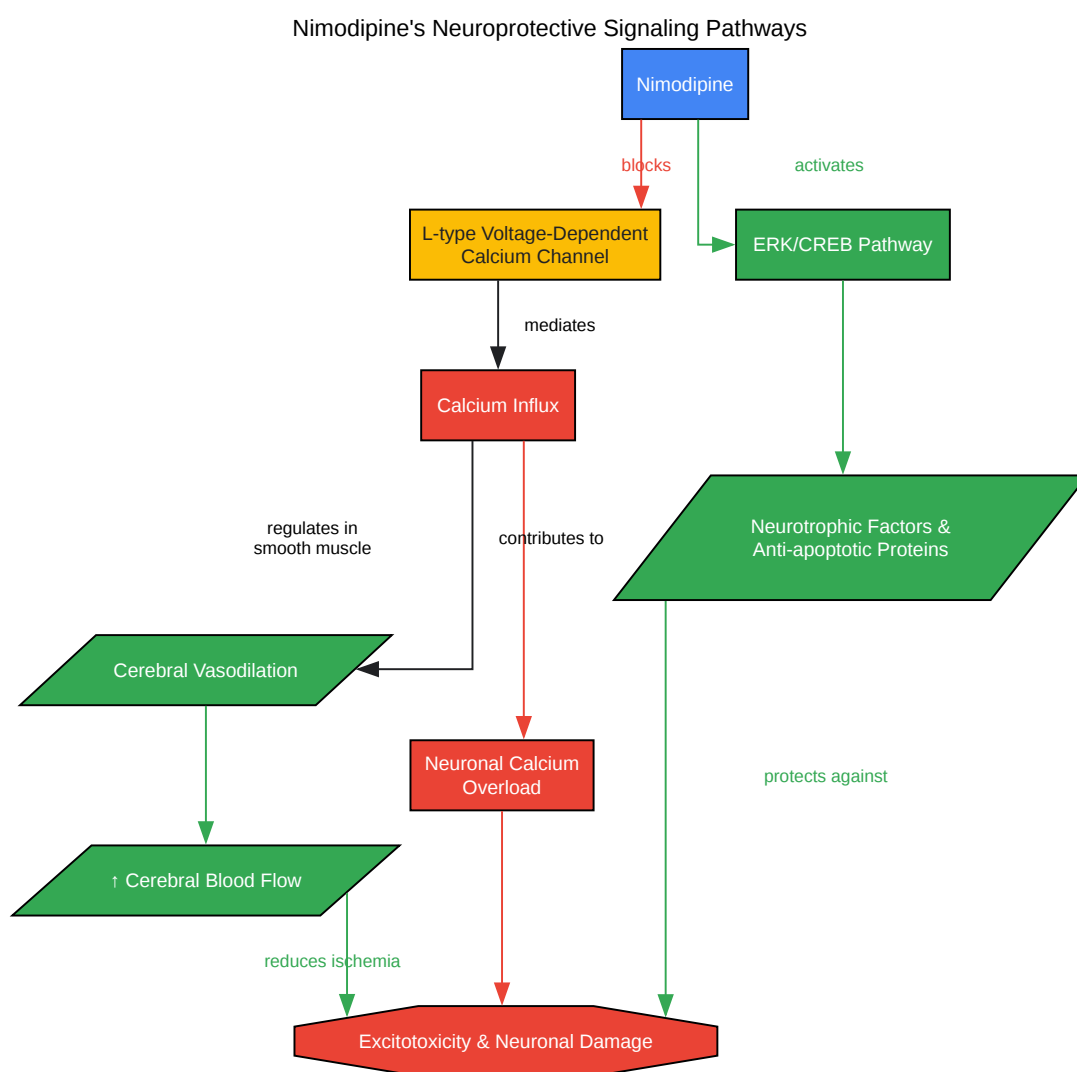 Nimodipine's Neuroprotective Signaling Pathways
Nimodipine
blocks
activates
L-type Voltage-Dependent
Calcium Channel
ERK/CREB Pathway
mediates
Calcium Influx
regulates in
smooth muscle
contributes to
Neurotrophic Factors &
Anti-apoptotic Proteins
Cerebral Vasodilation
Neuronal Calcium
Overload
protects against
↑ Cerebral Blood Flow
reduces ischemia
Excitotoxicity & Neuronal Damage